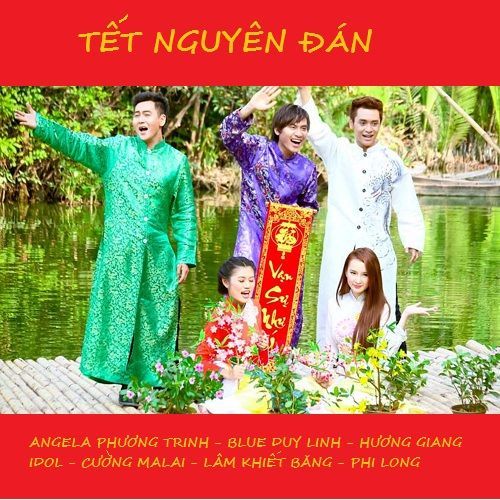 TẾT NGUYÊN ĐÁN
Vạn
Sự
Như
ANGELA PHƯƠNG TRINH - BLUE DUY LINH - HƯƠNG GIANG
IDOL - CƯỜNG MALAI - LÂM KHIẾT BĂNG - PHI LONG